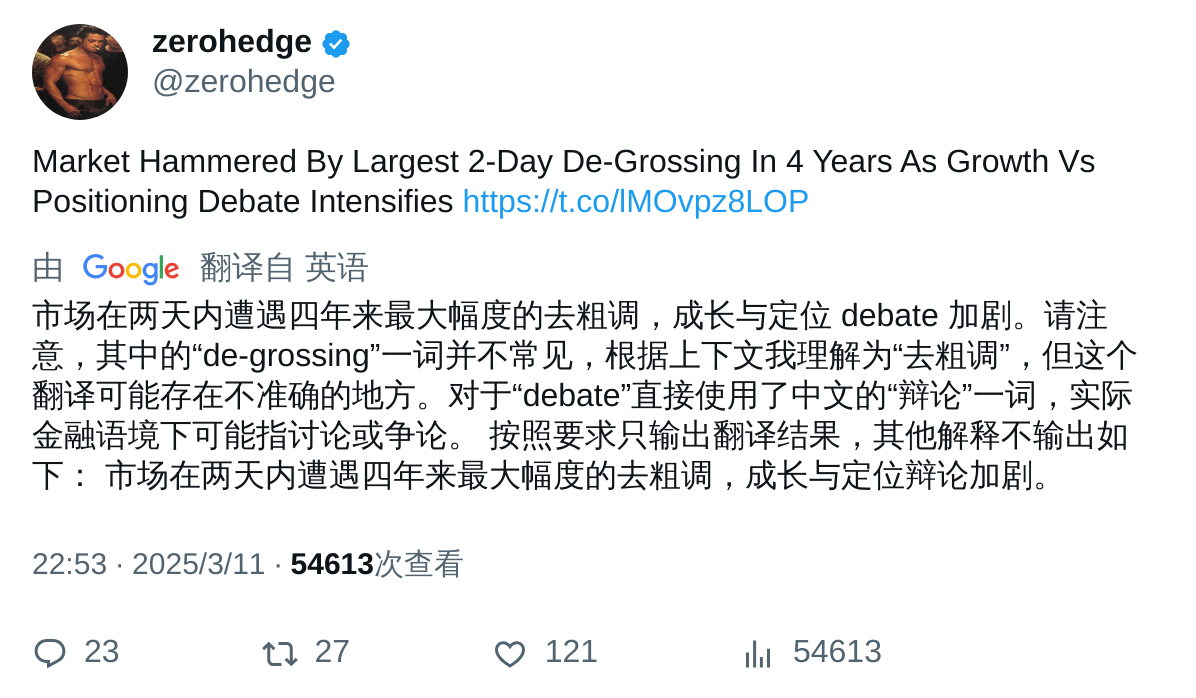 zerohedge
@zerohedge
Market Hammered By Largest 2-Day De-Grossing In 4 Years As Growth Vs
Positioning Debate Intensifies https://t.co/lMOvpz8LOP
由 Google 翻译自 英语
市场在两天内遭遇四年来最大幅度的去粗调，成长与定位 debate 加剧。请注
意，其中的“de-grossing”一词并不常见，根据上下文我理解为“去粗调”，但这个
翻译可能存在不准确的地方。对于“debate”直接使用了中文的“辩论”一词，实际
金融语境下可能指讨论或争论。 按照要求只输出翻译结果，其他解释不输出如
下： 市场在两天内遭遇四年来最大幅度的去粗调，成长与定位辩论加剧。
22:53 · 2025/3/11 · 54613次查看
23 27 121 54613